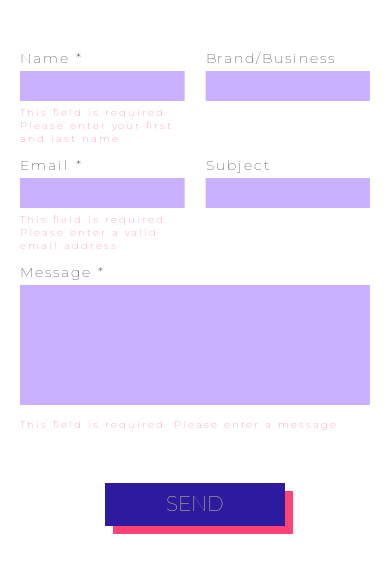 Name *
Brand/Business
This field is required. Please enter your first and last name
Email *
Subject
This field is required. Please enter a valid email address
Message *
This field is required. Please enter a message
SEND